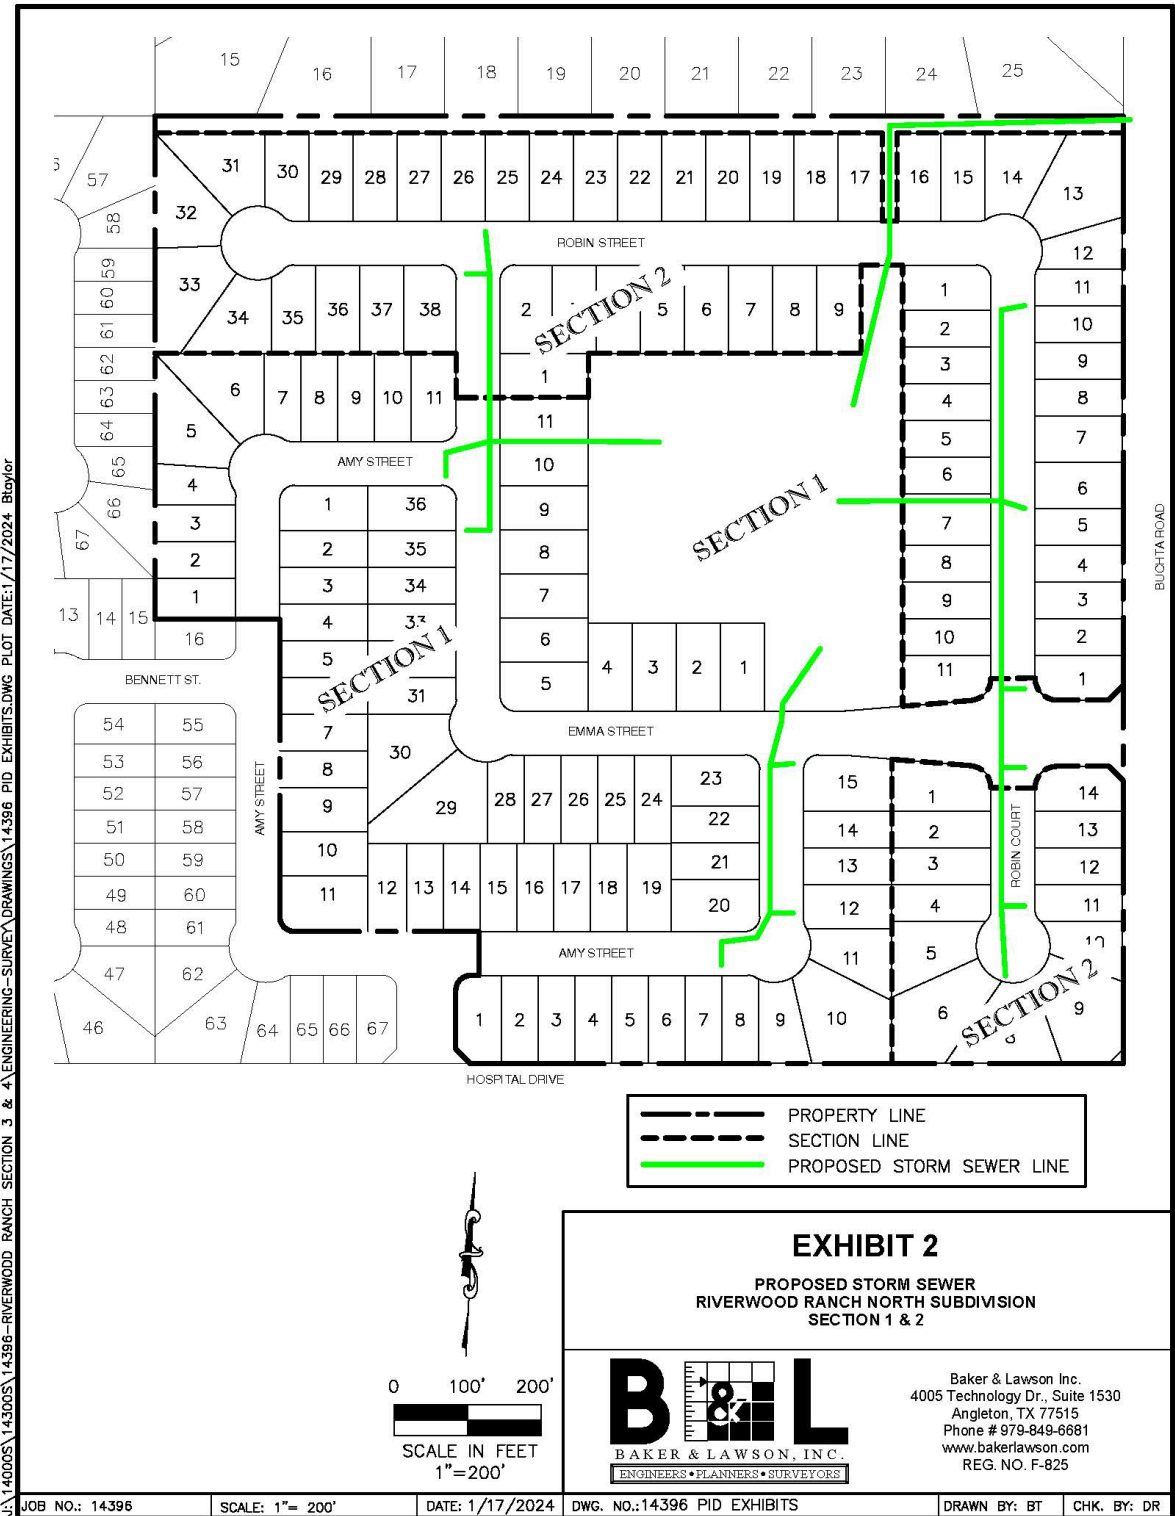 15 16 17 18 19 20 21 22 23 24 25
31 30 29 28 27 26 25 24 23 22 21 20 19 18 17 16 15 14 13
57
32
58
ROBIN STREET
12
59
33
SECTION 2
11
60
34 35 36 37 38 2 5 6 7 8 9 1
61
10
2
62
1
3
9
63
6 7 8 9 10 11
4
8
64
5
11
5
7
65
AMY STREET
10
6
6
66
4
1 36
9
SECTION 1
7
5
67
3
2 35
8
8
4
2
3 34
7
9
3
1
4
6
10
2
13 14 15 16
5
SECTION 1
5 4 3 2 1
11
1
BENNETT ST.
31
54 55
7
30
EMMA STREET
53 56
8
23
15
1
14
52 57
9
29 28 27 26 25 24
22
14
2
13
51 58
AMY STREET
10
21
13
3
ROBIN COURT
12
50 59
11
12 13 14 15 16 17 18 19
20
12
4
11
49 60
48 61
AMY STREET
11
5
47 62
SECTION 2
46 63 64 65 66 67
1 2 3 4 5 6 7 8 9 10
6
9
HOSPITAL DRIVE
BUCHTA ROAD
PROPERTY LINE
SECTION LINE
PROPOSED STORM SEWER LINE
EXHIBIT 2
PROPOSED STORM SEWER
RIVERWOOD RANCH NORTH SUBDIVISION
SECTION 1 & 2
0 100' 200'
SCALE IN FEET
1"=200'
B & L
BAKER & LAWSON, INC.
ENGINEERS • PLANNERS • SURVEYORS
Baker & Lawson Inc.
4005 Technology Dr., Suite 1530
Angleton, TX 77515
Phone # 979-849-6681
www.bakerlawson.com
REG. NO. F-825
JOB NO.: 14396
SCALE: 1"= 200'
DATE: 1/17/2024
DWG. NO.:14396 PID EXHIBITS
DRAWN BY: BT
CHK. BY: DR
J:\14000S\14300S\14396-RIVERWODD RANCH SECTION 3 & 4\ENGINEERING-SURVEY\DRAWINGS\14396 PID EXHIBITS.DWG PLOT DATE:1/17/2024 Btaylor